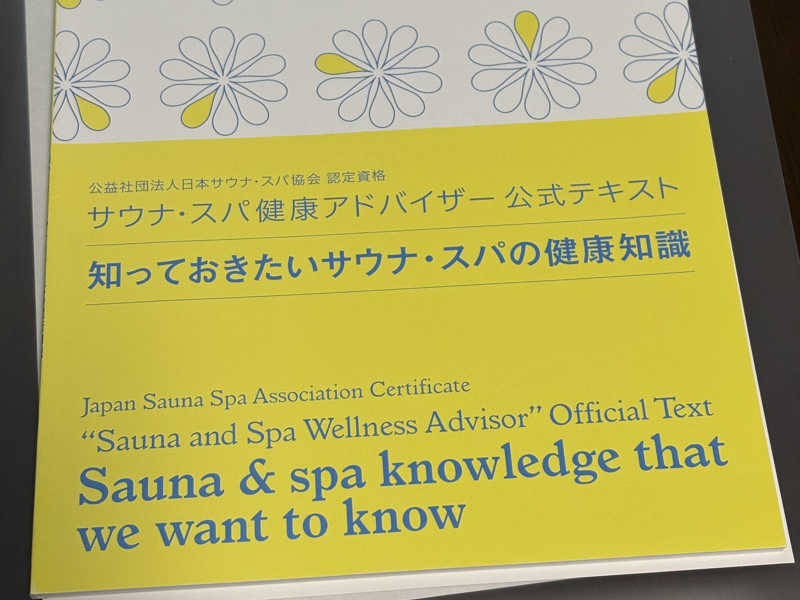 公益社団法人日本サウナ・スパ協会 認定資格
サウナ・スパ健康アドバイザー 公式テキスト
知っておきたいサウナ・スパの健康知識
Japan Sauna Spa Association Certificate
“Sauna and Spa Wellness Advisor” Official Text
Sauna & spa knowledge that
we want to know